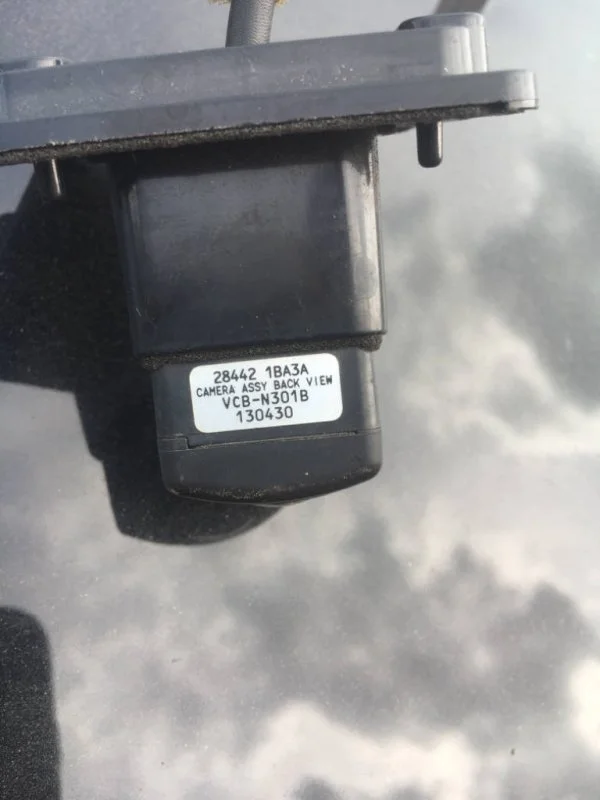 28442 1BA3A
CAMERA ASSY BACK VIEW
VCB-N301B
130430